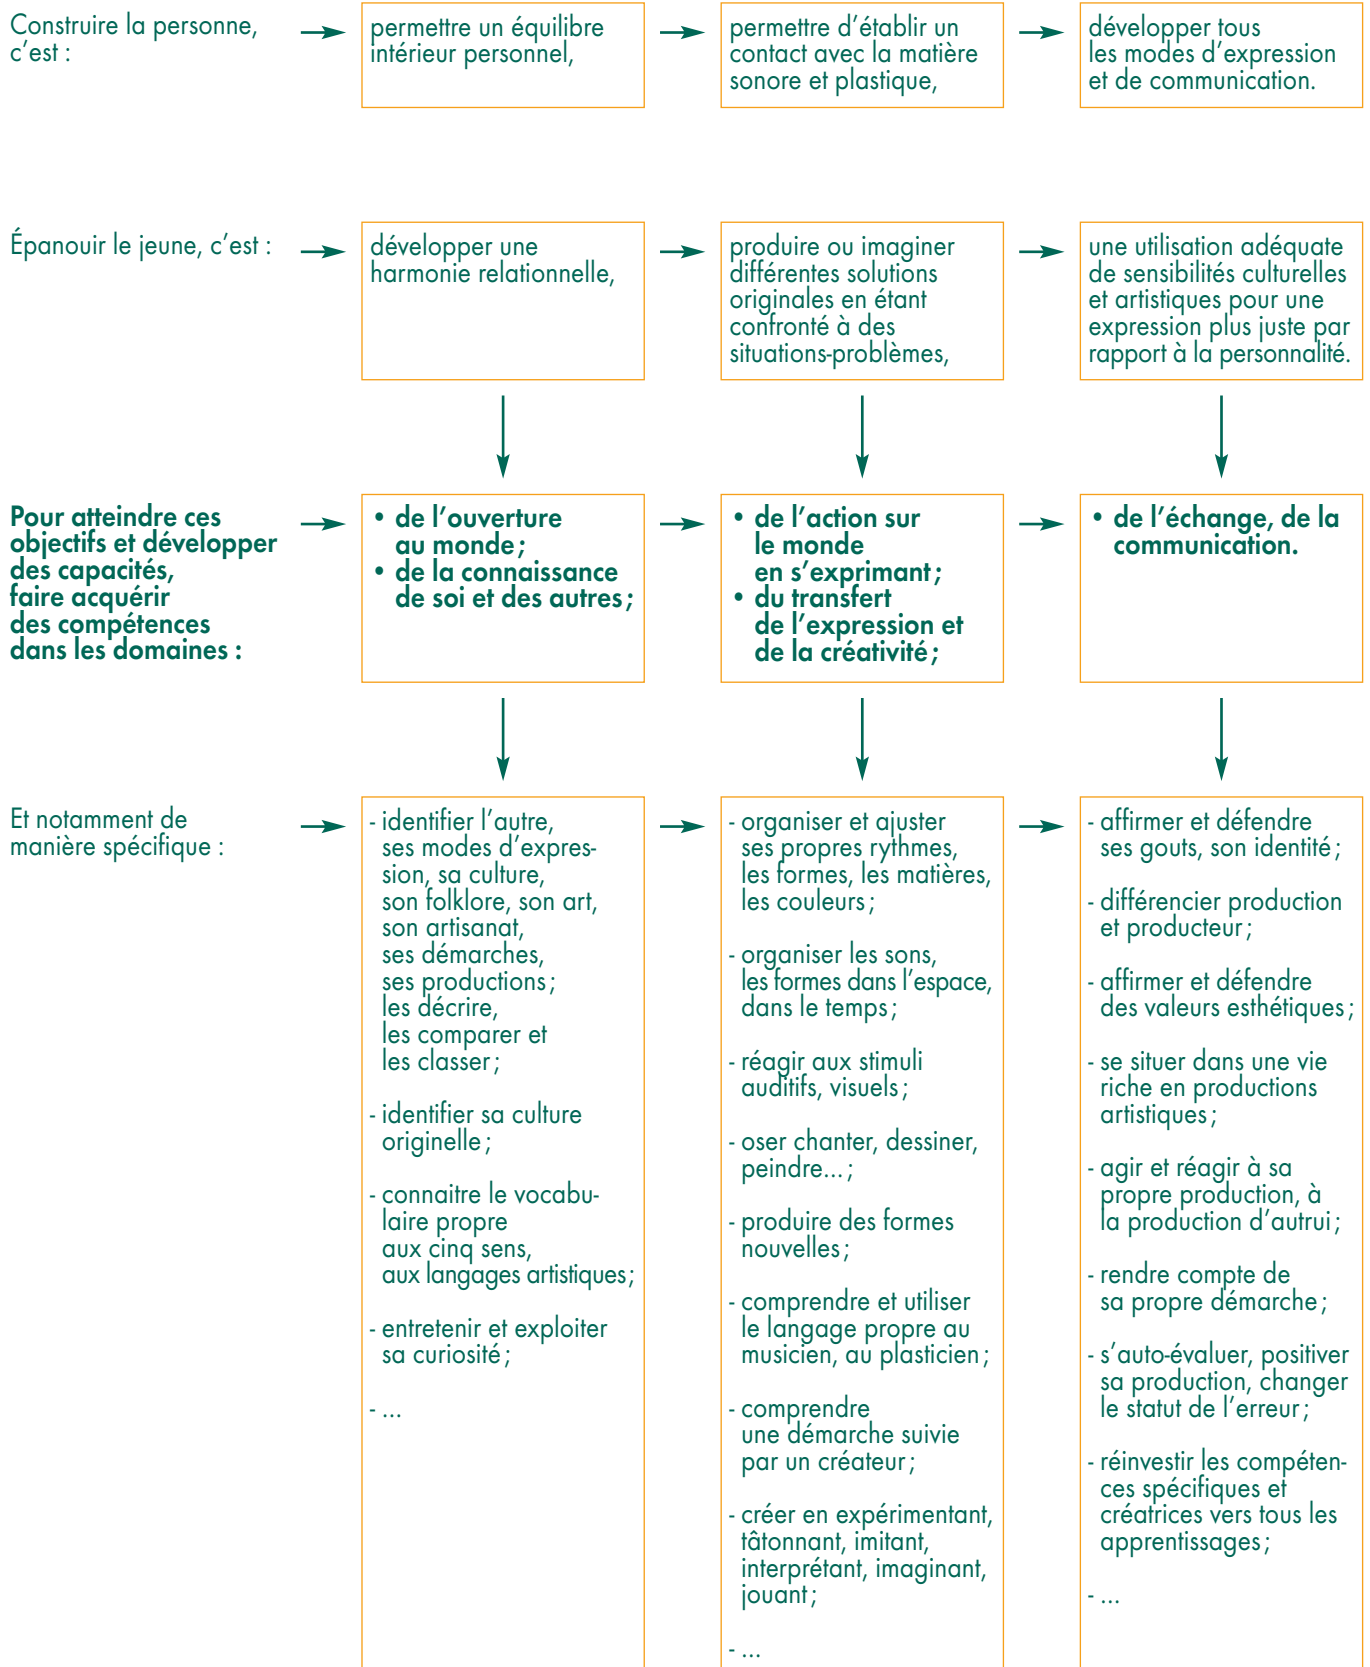 Construire la personne,
c'est :
permettre un équilibre
intérieur personnel,
permettre d'établir un
contact avec la matière
sonore et plastique,
développer tous
les modes d'expression
et de communication.
Épanouir le jeune, c'est :
développer une
harmonie relationnelle,
produire ou imaginer
différentes solutions
originales en étant
confronté à des
situations-problèmes,
une utilisation adéquate
de sensibilités culturelles
et artistiques pour une
expression plus juste par
rapport à la personnalité.
Pour atteindre ces
objectifs et développer
des capacités,
faire acquérir
des compétences
dans les domaines :
• de l'ouverture
au monde ;
• de la connaissance
de soi et des autres ;
• de l'action sur
le monde
en s'exprimant ;
• du transfert
de l'expression et
de la créativité ;
• de l'échange, de la
communication.
Et notamment de
manière spécifique :
- identifier l'autre,
ses modes d'expres-
sion, sa culture,
son folklore, son art,
son artisanat,
ses démarches,
ses productions ;
les décrire,
les comparer et
les classer ;
- identifier sa culture
originelle ;
- connaitre le vocabu-
laire propre
aux cinq sens,
aux langages artistiques ;
- entretenir et exploiter
sa curiosité ;
- ...
- organiser et ajuster
ses propres rythmes,
les formes, les matières,
les couleurs ;
- organiser les sons,
les formes dans l'espace,
dans le temps ;
- réagir aux stimuli
auditifs, visuels ;
- oser chanter, dessiner,
peindre... ;
- produire des formes
nouvelles ;
- comprendre et utiliser
le langage propre au
musicien, au plasticien ;
- comprendre
une démarche suivie
par un créateur ;
- créer en expérimentant,
tâtonnant, imitant,
interprétant, imaginant,
jouant ;
- ...
- affirmer et défendre
ses gouts, son identité ;
- différencier production
et producteur ;
- affirmer et défendre
des valeurs esthétiques ;
- se situer dans une vie
riche en productions
artistiques ;
- agir et réagir à sa
propre production, à
la production d'autrui ;
- rendre compte de
sa propre démarche ;
- s'auto-évaluer, positiver
sa production, changer
le statut de l'erreur ;
- réinvestir les compéten-
ces spécifiques et
créatrices vers tous les
apprentissages ;
- ...